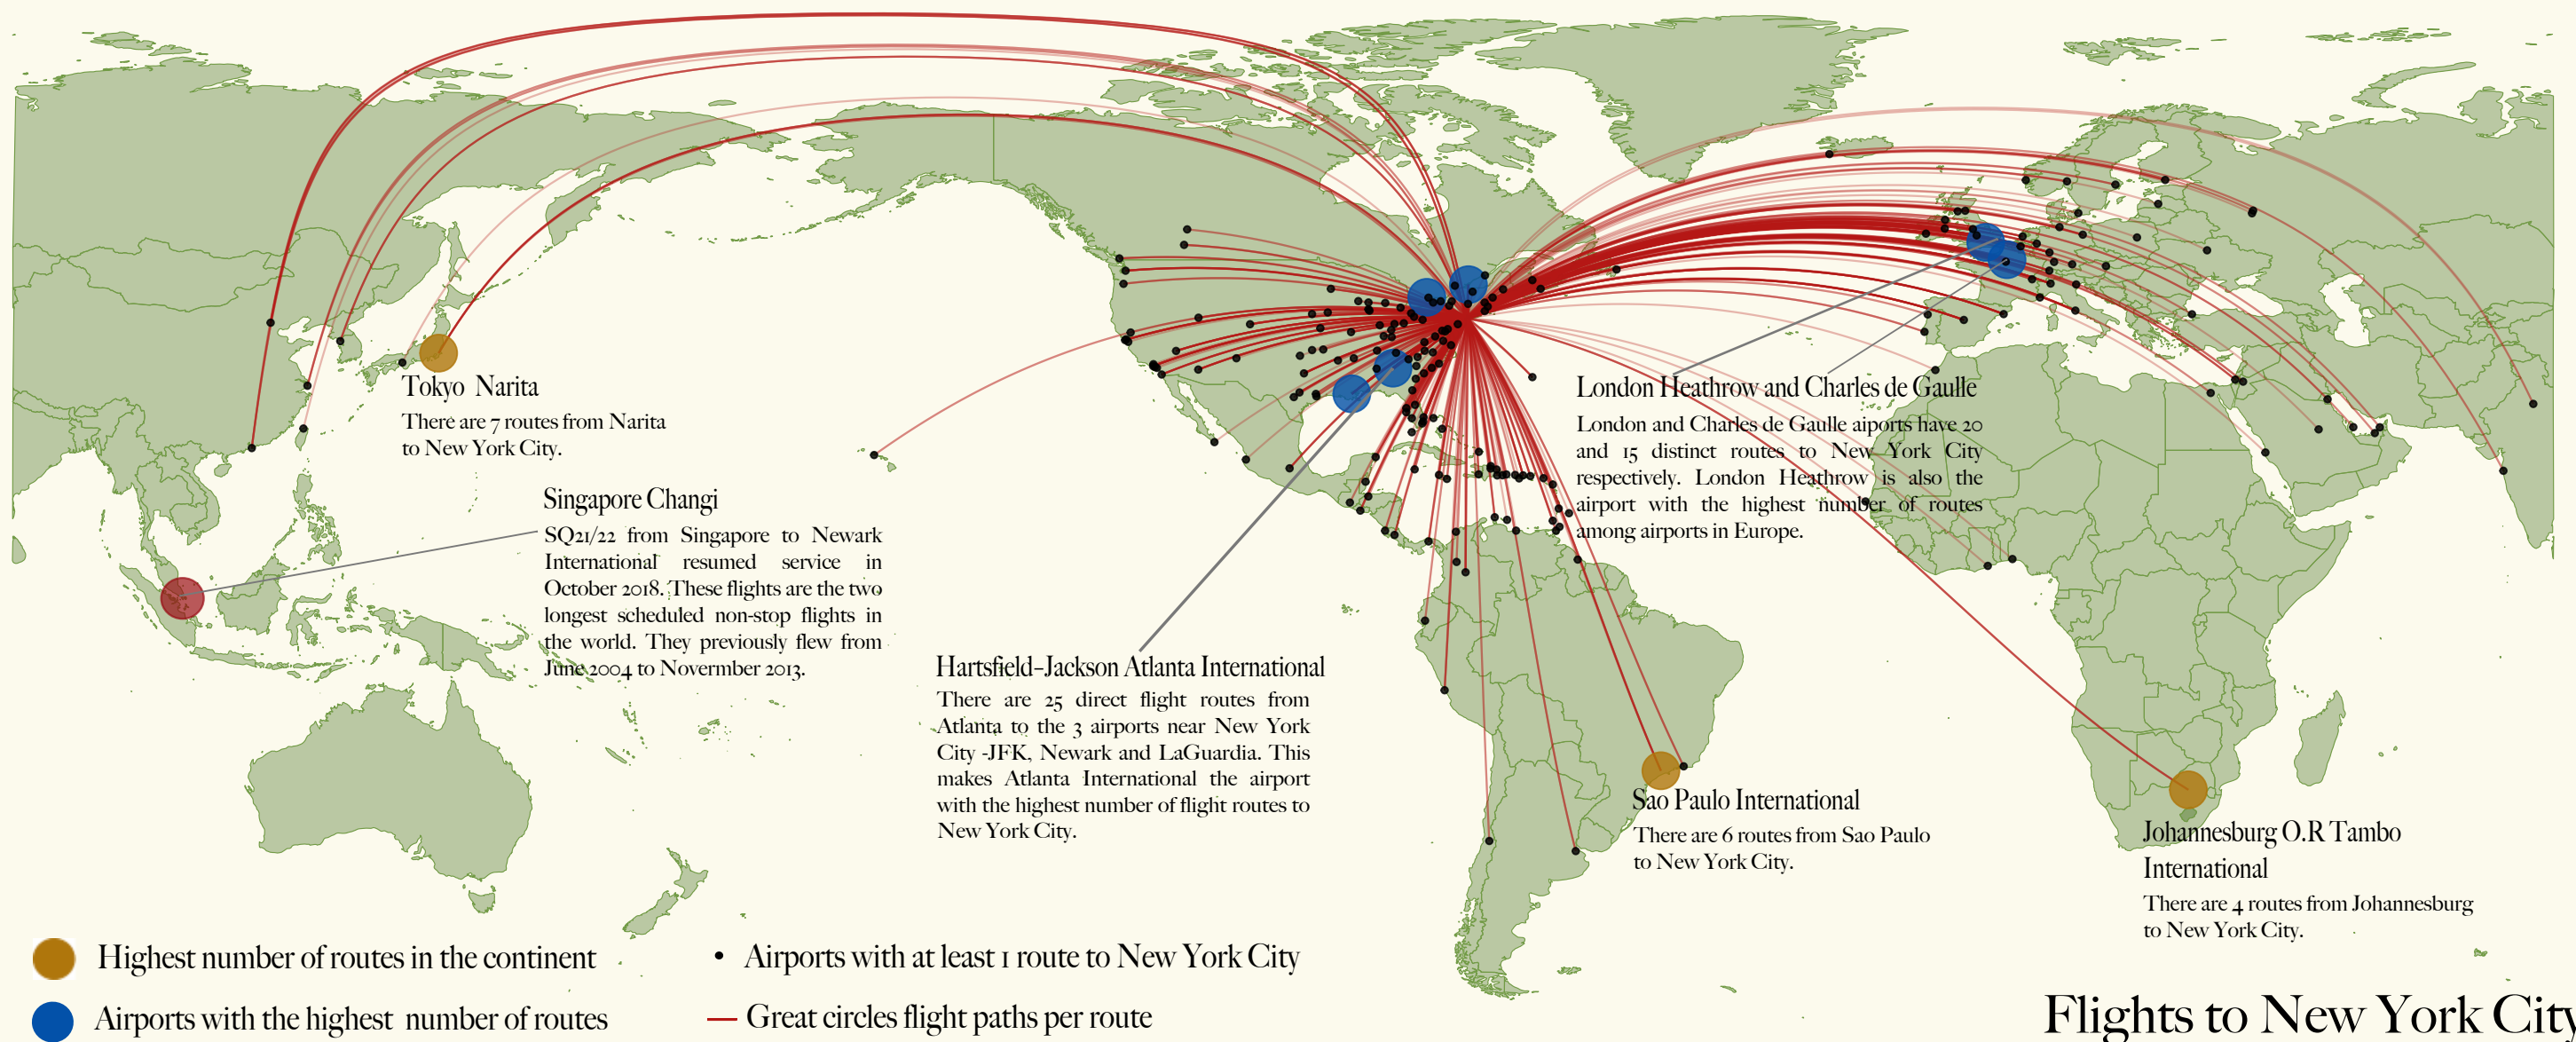 Tokyo Narita
There are 7 routes from Narita
to New York City.
Singapore Changi
SQ21/22 from Singapore to Newark
International resumed service in
October 2018. These flights are the two
longest scheduled non-stop flights in
the world. They previously flew from
June 2004 to Novermber 2013.
Hartsfield-Jackson Atlanta International
There are 25 direct flight routes from
Atlanta to the 3 airports near New York
City -JFK, Newark and LaGuardia. This
makes Atlanta International the airport
with the highest number of flight routes to
New York City.
London Heathrow and Charles de Gaulle
London and Charles de Gaulle aiports have 20
and 15 distinct routes to New York City
respectively. London Heathrow is also the
airport with the highest number of routes
among airports in Europe.
Sao Paulo International
There are 6 routes from Sao Paulo
to New York City.
Johannesburg O.R Tambo
International
There are 4 routes from Johannesburg
to New York City.
Highest number of routes in the continent
Airports with the highest number of routes
Airports with at least 1 route to New York City
Great circles flight paths per route
Flights to New York City